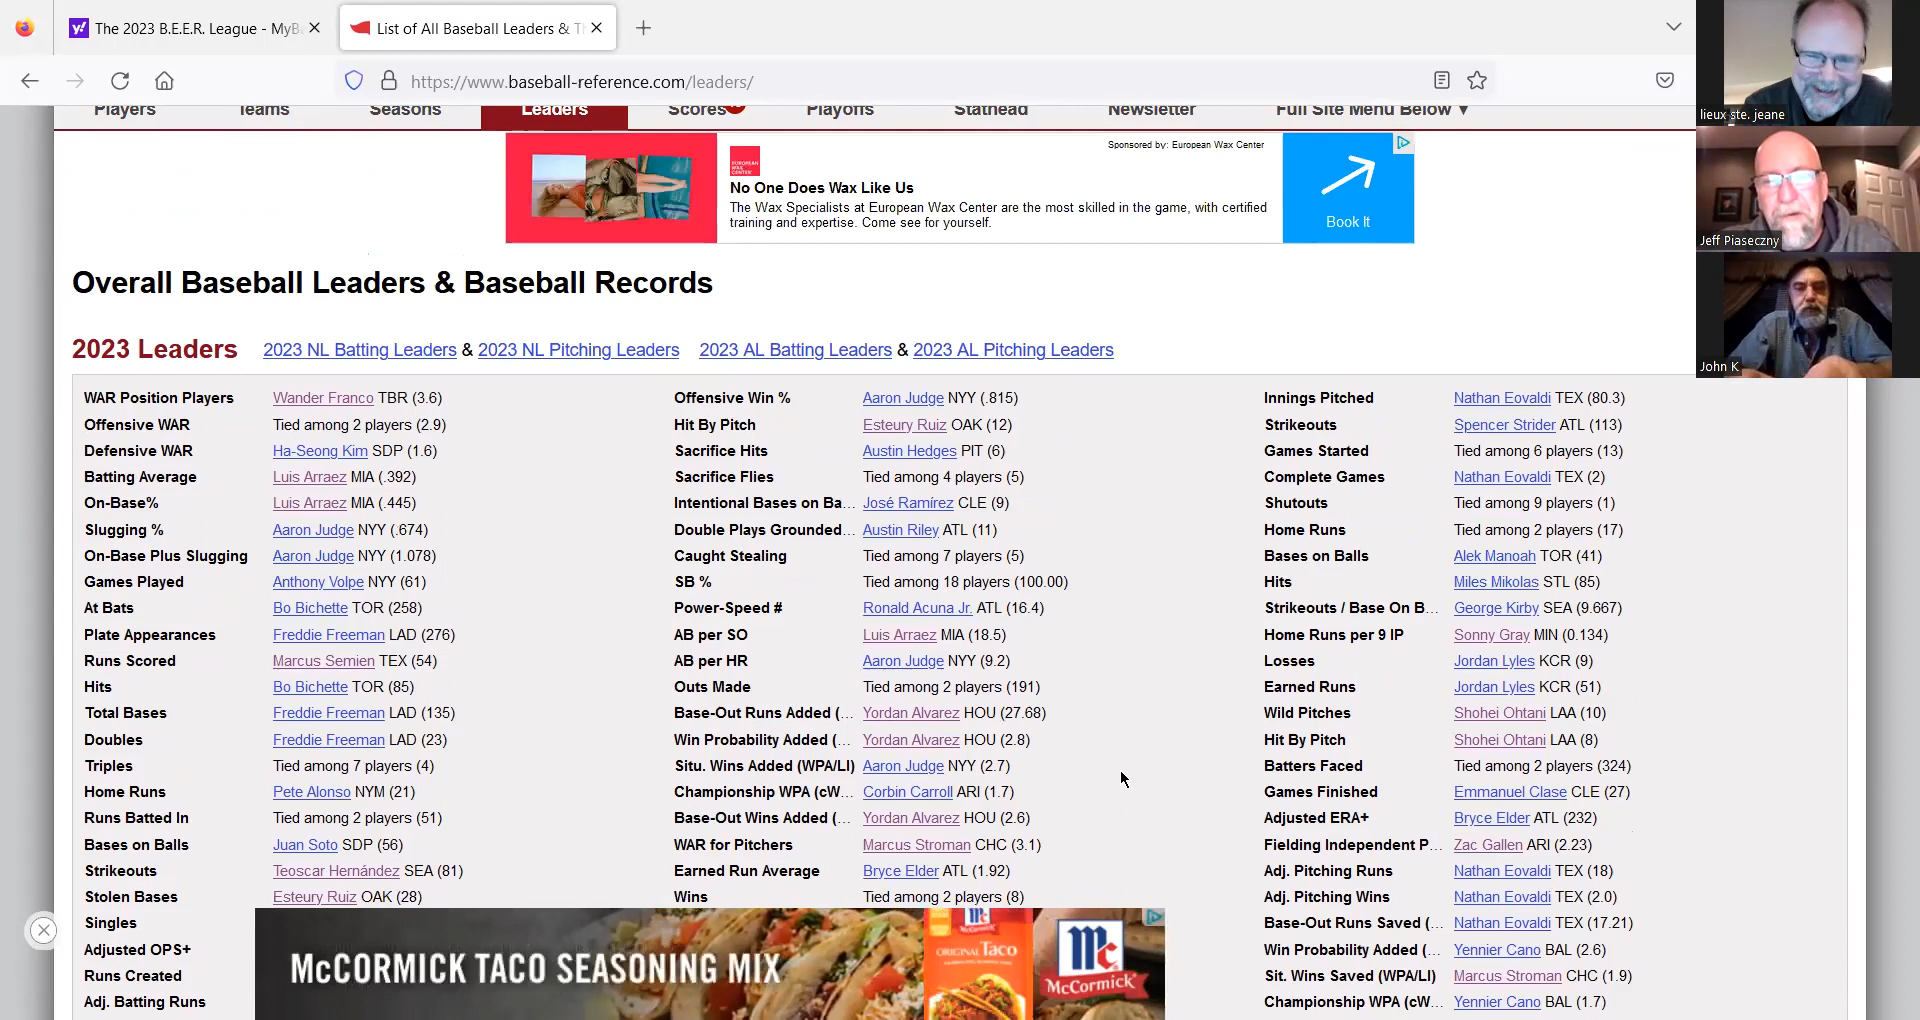 The 2023 B.E.E.R. League - MyBa
List of All Baseball Leaders & Th
https://www.baseball-reference.com/leaders/
Players Teams Seasons Leaders Scores Playoffs Stathead Newsletter Full Site Menu Below ▼
EUROPEAN WAX CENTER
Sponsored by: European Wax Center
No One Does Wax Like Us
The Wax Specialists at European Wax Center are the most skilled in the game, with certified
training and expertise. Come see for yourself.
Book It
lieux ste. jeane
Jeff Piaseczny
John K
Overall Baseball Leaders & Baseball Records
2023 Leaders 2023 NL Batting Leaders & 2023 NL Pitching Leaders 2023 AL Batting Leaders & 2023 AL Pitching Leaders
WAR Position Players Wander Franco TBR (3.6)
Offensive WAR Tied among 2 players (2.9)
Defensive WAR Ha-Seong Kim SDP (1.6)
Batting Average Luis Arraez MIA (.392)
On-Base% Luis Arraez MIA (.445)
Slugging % Aaron Judge NYY (.674)
On-Base Plus Slugging Aaron Judge NYY (1.078)
Games Played Anthony Volpe NYY (61)
At Bats Bo Bichette TOR (258)
Plate Appearances Freddie Freeman LAD (276)
Runs Scored Marcus Semien TEX (54)
Hits Bo Bichette TOR (85)
Total Bases Freddie Freeman LAD (135)
Doubles Freddie Freeman LAD (23)
Triples Tied among 7 players (4)
Home Runs Pete Alonso NYM (21)
Runs Batted In Tied among 2 players (51)
Bases on Balls Juan Soto SDP (56)
Strikeouts Teoscar Hernández SEA (81)
Stolen Bases Esteury Ruiz OAK (28)
Singles
Adjusted OPS+
Runs Created
Adj. Batting Runs
Offensive Win % Aaron Judge NYY (.815)
Hit By Pitch Esteury Ruiz OAK (12)
Sacrifice Hits Austin Hedges PIT (6)
Sacrifice Flies Tied among 4 players (5)
Intentional Bases on Ba... José Ramírez CLE (9)
Double Plays Grounded... Austin Riley ATL (11)
Caught Stealing Tied among 7 players (5)
SB % Tied among 18 players (100.00)
Power-Speed # Ronald Acuna Jr. ATL (16.4)
AB per SO Luis Arraez MIA (18.5)
AB per HR Aaron Judge NYY (9.2)
Outs Made Tied among 2 players (191)
Base-Out Runs Added (... Yordan Alvarez HOU (27.68)
Win Probability Added (... Yordan Alvarez HOU (2.8)
Situ. Wins Added (WPA/LI) Aaron Judge NYY (2.7)
Championship WPA (cW... Corbin Carroll ARI (1.7)
Base-Out Wins Added (... Yordan Alvarez HOU (2.6)
WAR for Pitchers Marcus Stroman CHC (3.1)
Earned Run Average Bryce Elder ATL (1.92)
Wins Tied among 2 players (8)
Innings Pitched Nathan Eovaldi TEX (80.3)
Strikeouts Spencer Strider ATL (113)
Games Started Tied among 6 players (13)
Complete Games Nathan Eovaldi TEX (2)
Shutouts Tied among 9 players (1)
Home Runs Tied among 2 players (17)
Bases on Balls Alek Manoah TOR (41)
Hits Miles Mikolas STL (85)
Strikeouts / Base On B... George Kirby SEA (9.667)
Home Runs per 9 IP Sonny Gray MIN (0.134)
Losses Jordan Lyles KCR (9)
Earned Runs Jordan Lyles KCR (51)
Wild Pitches Shohei Ohtani LAA (10)
Hit By Pitch Shohei Ohtani LAA (8)
Batters Faced Tied among 2 players (324)
Games Finished Emmanuel Clase CLE (27)
Adjusted ERA+ Bryce Elder ATL (232)
Fielding Independent P... Zac Gallen ARI (2.23)
Adj. Pitching Runs Nathan Eovaldi TEX (18)
Adj. Pitching Wins Nathan Eovaldi TEX (2.0)
Base-Out Runs Saved (... Nathan Eovaldi TEX (17.21)
Win Probability Added (... Yennier Cano BAL (2.6)
Sit. Wins Saved (WPA/LI) Marcus Stroman CHC (1.9)
Championship WPA (cW... Yennier Cano BAL (1.7)
McCORMICK TACO SEASONING MIX
McCormick
ORIGINAL TACO
Mc
McCormick